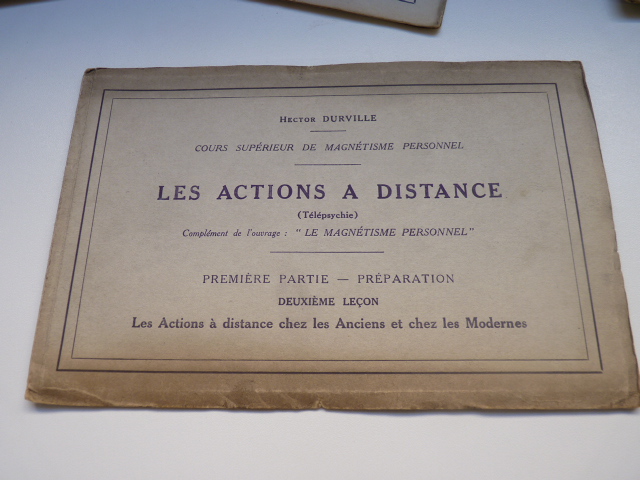 Hector DURVILLE
COURS SUPÉRIEUR DE MAGNÉTISME PERSONNEL
LES ACTIONS A DISTANCE
(Télépsychie)
Complément de l'ouvrage : " LE MAGNÉTISME PERSONNEL"
PREMIÈRE PARTIE — PRÉPARATION
DEUXIÈME LEÇON
Les Actions à distance chez les Anciens et chez les Modernes